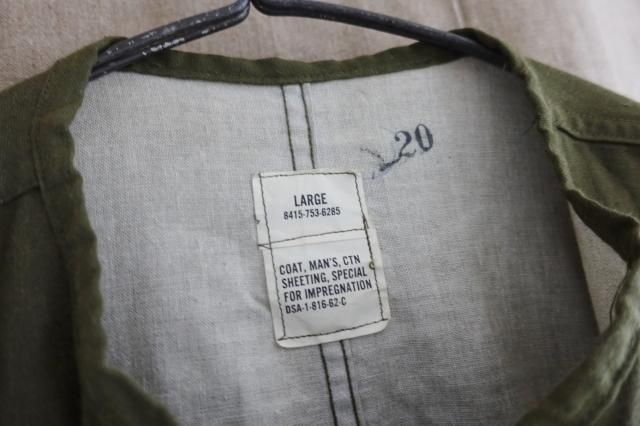 20
LARGE
8415-753-6285
COAT, MAN'S, CTN
SHEETING, SPECIAL
FOR IMPREGNATION
DSA-1-816-62-C